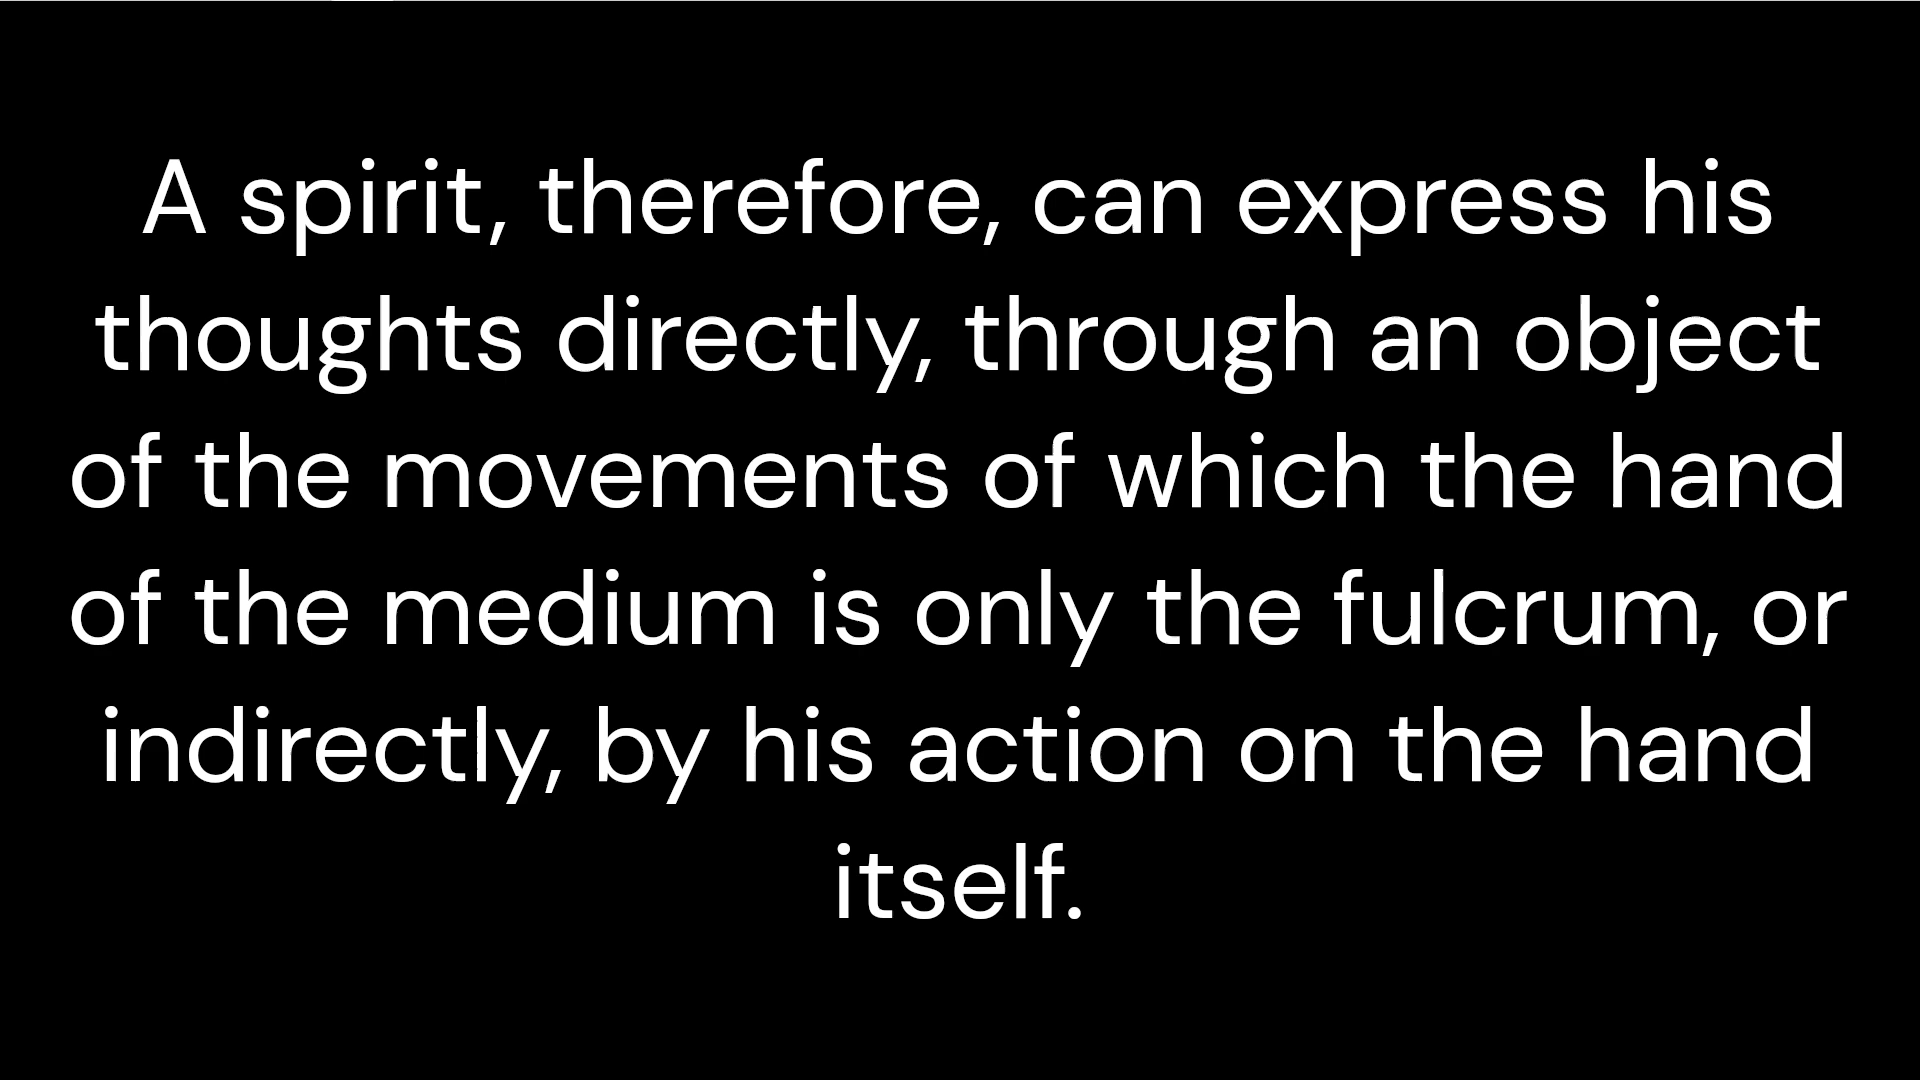 A spirit, therefore, can express his
thoughts directly, through an object
of the movements of which the hand
of the medium is only the fulcrum, or
indirectly, by his action on the hand
itself.